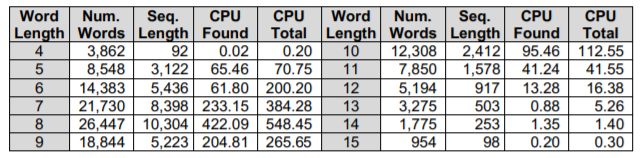 Word Num. Seq. CPU CPU Word Num. Seq. CPU CPU
Length Words Length Found Total Length Words Length Found Total
4 3,862 92 0.02 0.20 10 12,308 2,412 95.46 112.55
5 8,548 3,122 65.46 70.75 11 7,850 1,578 41.24 41.55
6 14,383 5,436 61.80 200.20 12 5,194 917 13.28 16.38
7 21,730 8,398 233.15 384.28 13 3,275 503 0.88 5.26
8 26,447 10,304 422.09 548.45 14 1,775 253 1.35 1.40
9 18,844 5,223 204.81 265.65 15 954 98 0.20 0.30